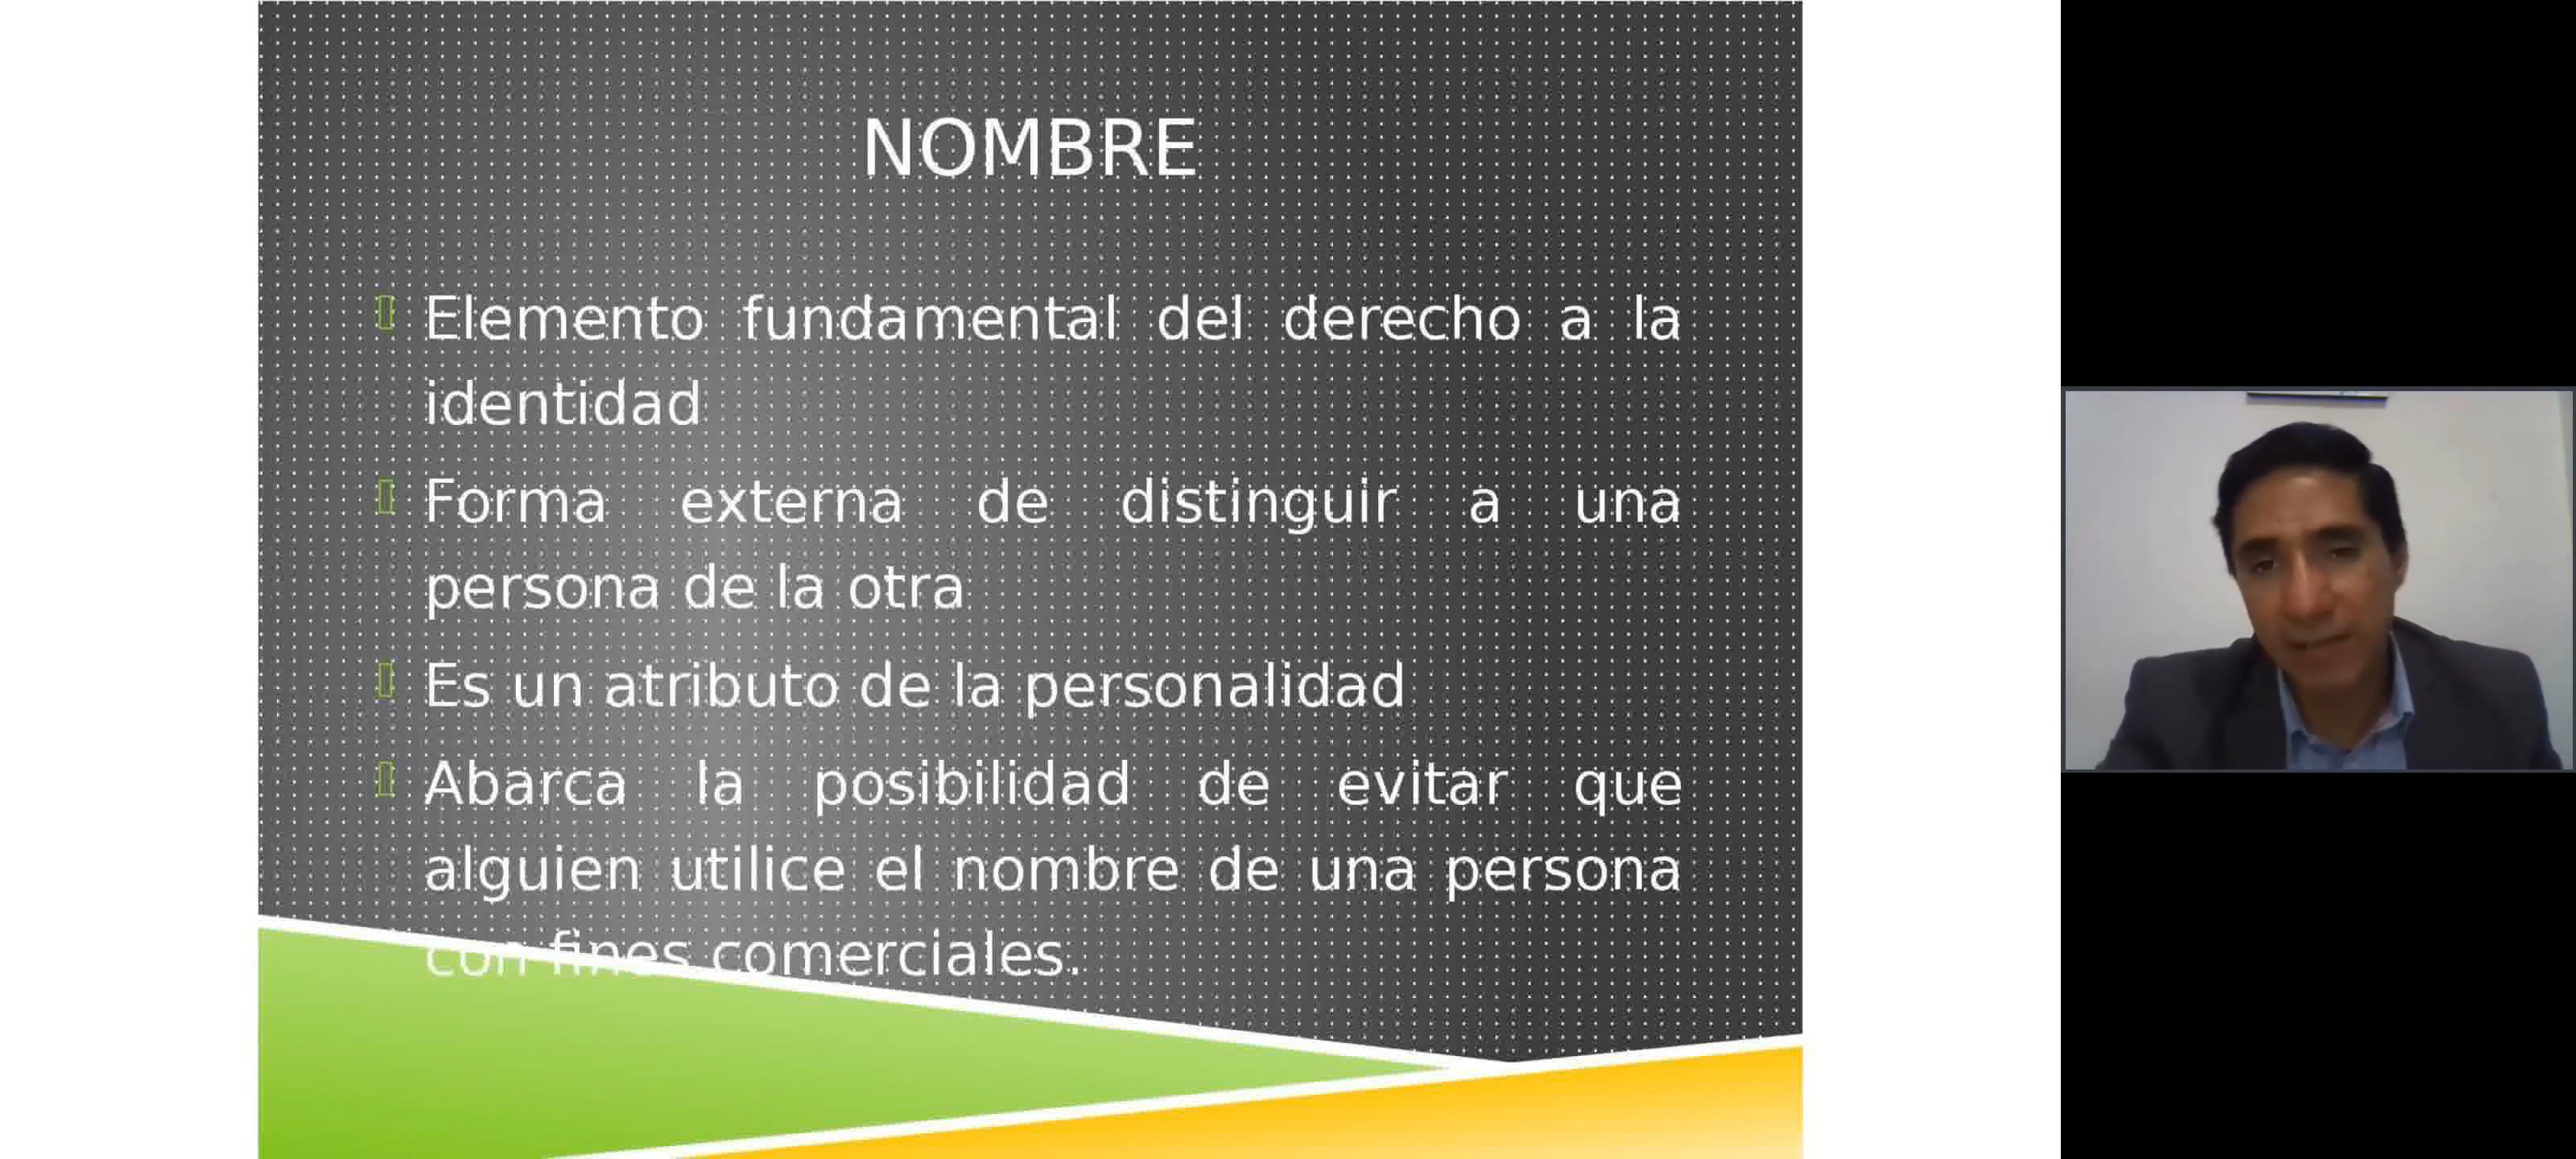 NOMBRE
Elemento fundamental del derecho a la
identidad
Forma externa de distinguir a una
persona de la otra
Es un atributo de la personalidad
Abarca la posibilidad de evitar que
alguien utilice el nombre de una persona
con fines comerciales.